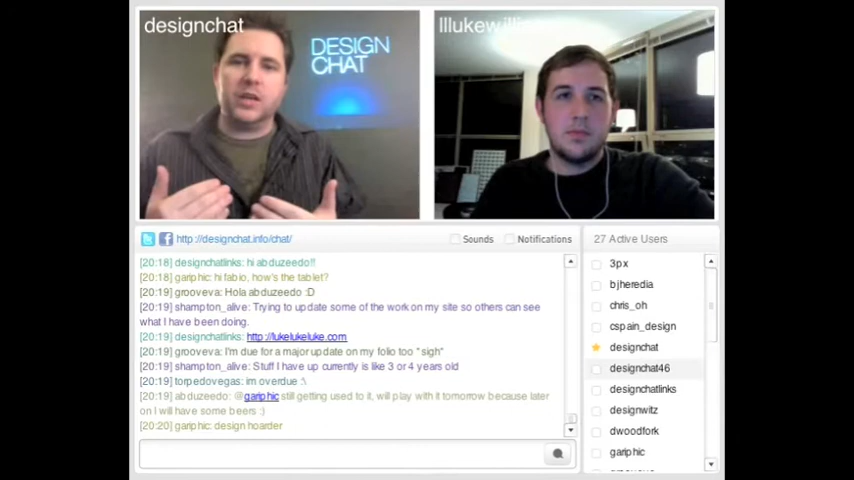 designchat
DESIGN
CHAT
http://designchat.info/chat/
Sounds
Notifications
27 Active Users
[20:18] designchatlinks: hi abduzeedo!!
[20:18] gariphic: hi fabio, how's the tablet?
[20:19] grooveva: Hola abduzeedo :D
[20:19] shampton_alive: Trying to update some of the work on my site so others can see
what I have been doing.
[20:19] designchatlinks: http://lukelukeluke.com
[20:19] grooveva: I'm due for a major update on my folio too *sigh*
[20:19] shampton_alive: Stuff I have up currently is like 3 or 4 years old
[20:19] torpedovegas: im overdue :\
[20:19] abduzeedo: @gariphic still getting used to it, will play with it tomorrow because later
on I will have some beers :)
[20:20] gariphic: design hoarder
3px
bjheredia
chris_oh
cspain_design
designchat
designchat46
designchatlinks
designwitz
dwoofork
gariphic